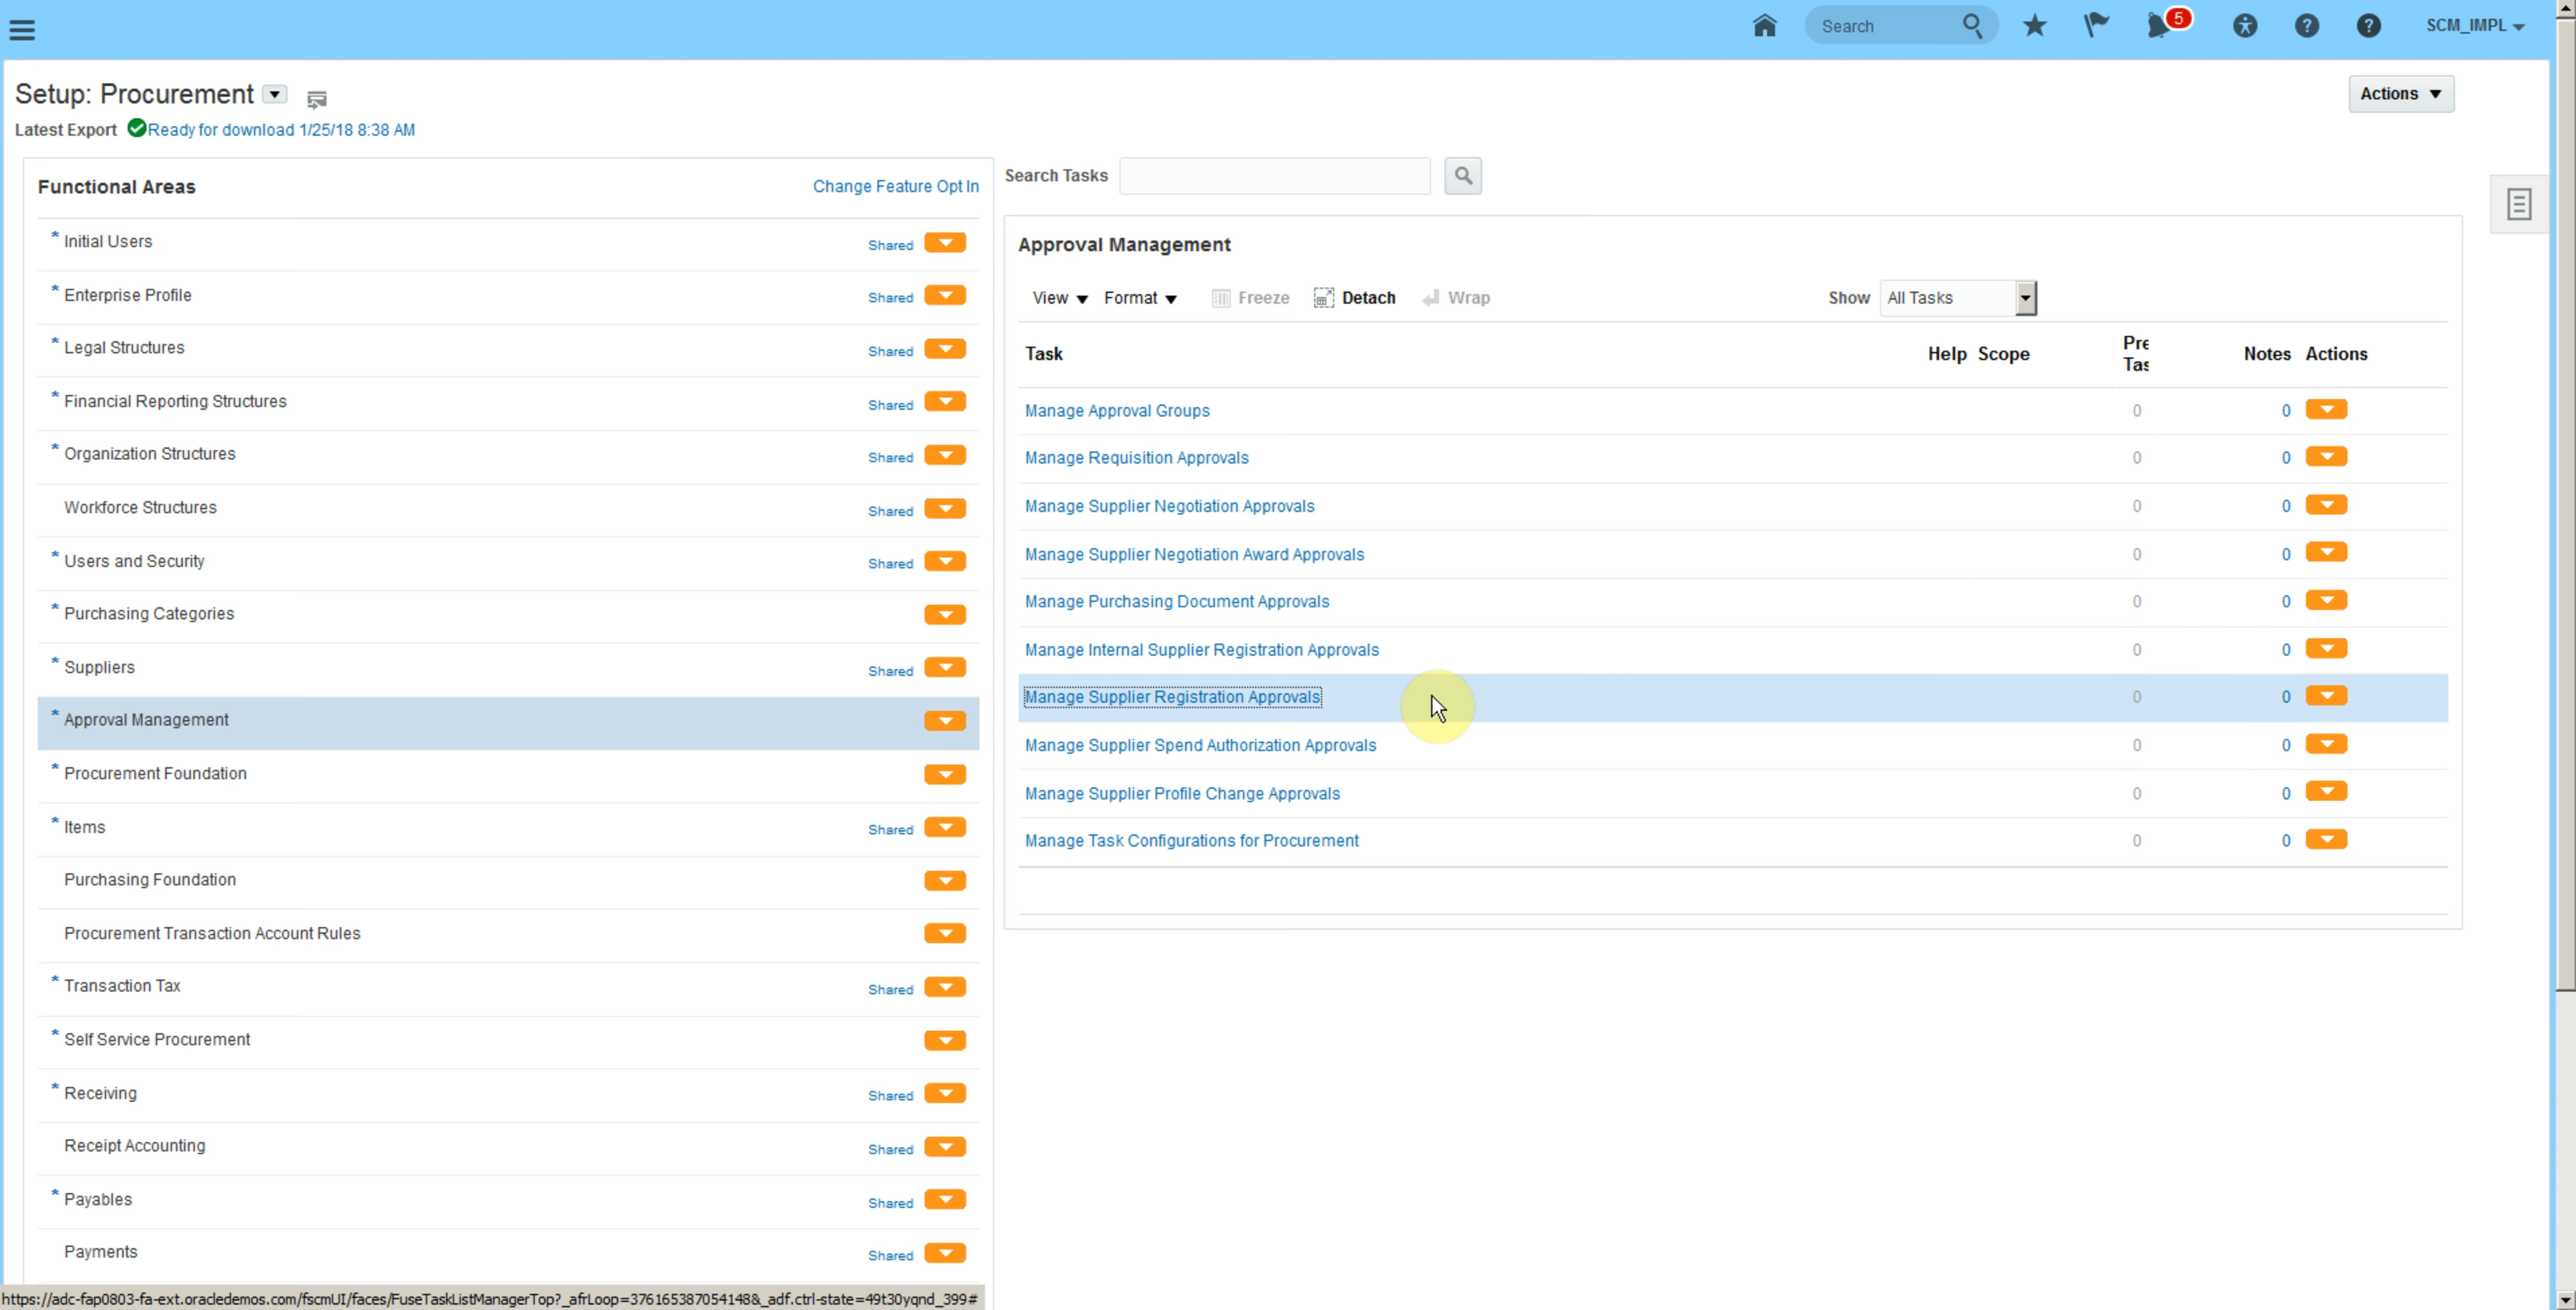 Search
5
SCM_IMPL
Setup: Procurement
Actions
Latest Export Ready for download 1/25/18 8:38 AM
Functional Areas
Change Feature Opt In
* Initial Users Shared
* Enterprise Profile Shared
* Legal Structures Shared
* Financial Reporting Structures Shared
* Organization Structures Shared
Workforce Structures Shared
* Users and Security Shared
* Purchasing Categories
* Suppliers Shared
* Approval Management
* Procurement Foundation
* Items Shared
Purchasing Foundation
Procurement Transaction Account Rules
* Transaction Tax Shared
* Self Service Procurement
* Receiving Shared
Receipt Accounting Shared
* Payables Shared
Payments Shared
Search Tasks
Approval Management
View Format Freeze Detach Wrap Show All Tasks
Task Help Scope Pre Tas Notes Actions
Manage Approval Groups 0 0
Manage Requisition Approvals 0 0
Manage Supplier Negotiation Approvals 0 0
Manage Supplier Negotiation Award Approvals 0 0
Manage Purchasing Document Approvals 0 0
Manage Internal Supplier Registration Approvals 0 0
Manage Supplier Registration Approvals 0 0
Manage Supplier Spend Authorization Approvals 0 0
Manage Supplier Profile Change Approvals 0 0
Manage Task Configurations for Procurement 0 0
https://adc-fap0803-fa-ext.oracledemos.com/fscmUI/faces/FuseTaskListManagerTop?_afrLoop=376165387054148&_adf.ctrl-state=49t30yqnd_399#